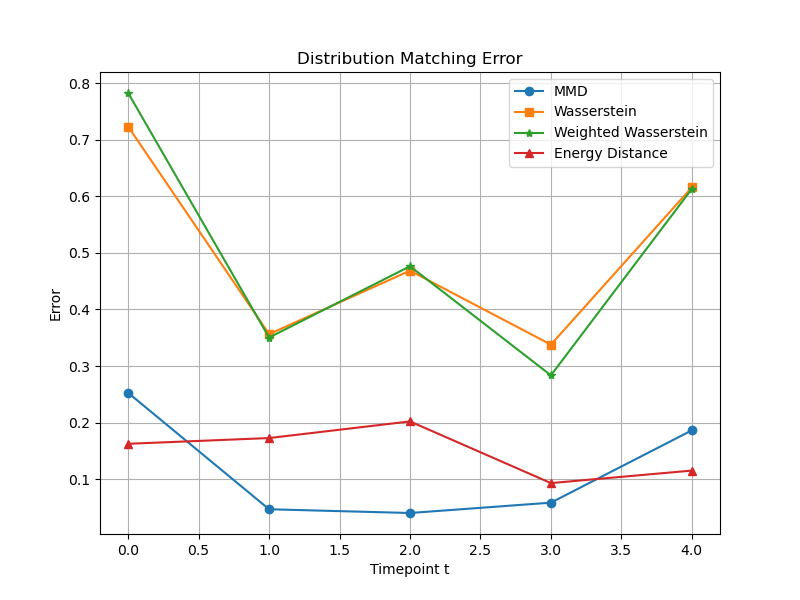 Distribution Matching Error
MMD
Wasserstein
Weighted Wasserstein
Energy Distance
Error
0.8
0.7
0.6
0.5
0.4
0.3
0.2
0.1
0.0 0.5 1.0 1.5 2.0 2.5 3.0 3.5 4.0
Timepoint t